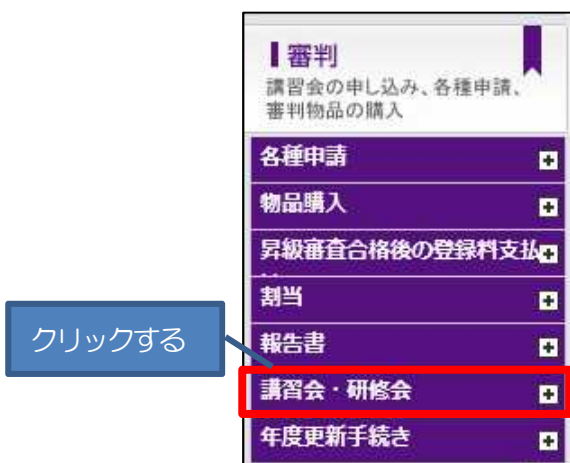 審判
講習会の申し込み、各種申請、
審判物品の購入
各種申請
物品購入
昇級審査合格後の登録料支払
割当
報告書
クリックする
講習会・研修会
年度更新手続き